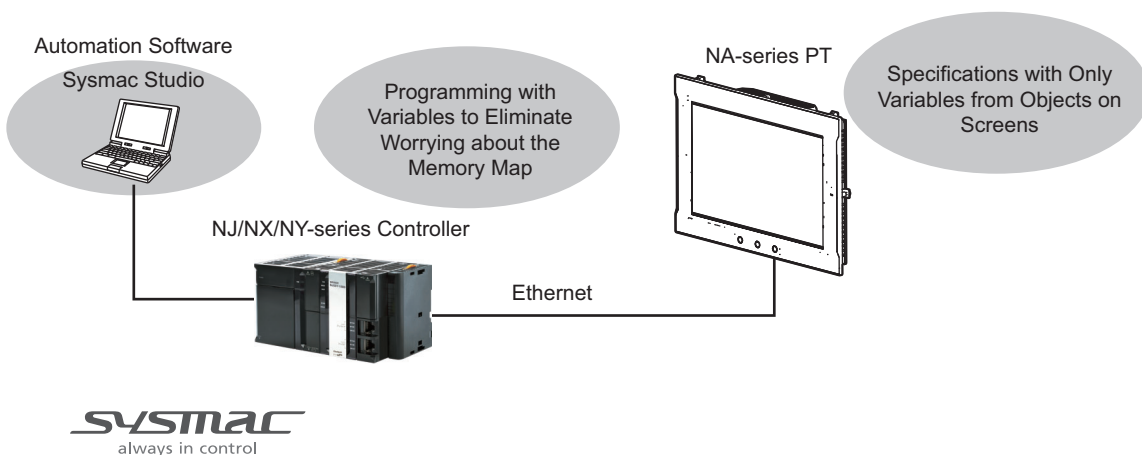 Automation Software
Sysmac Studio
Programming with
Variables to Eliminate
Worrying about the
Memory Map
NA-series PT
Specifications with Only
Variables from Objects on
Screens
NJ/NX/NY-series Controller
Ethernet
sysmac
always in control